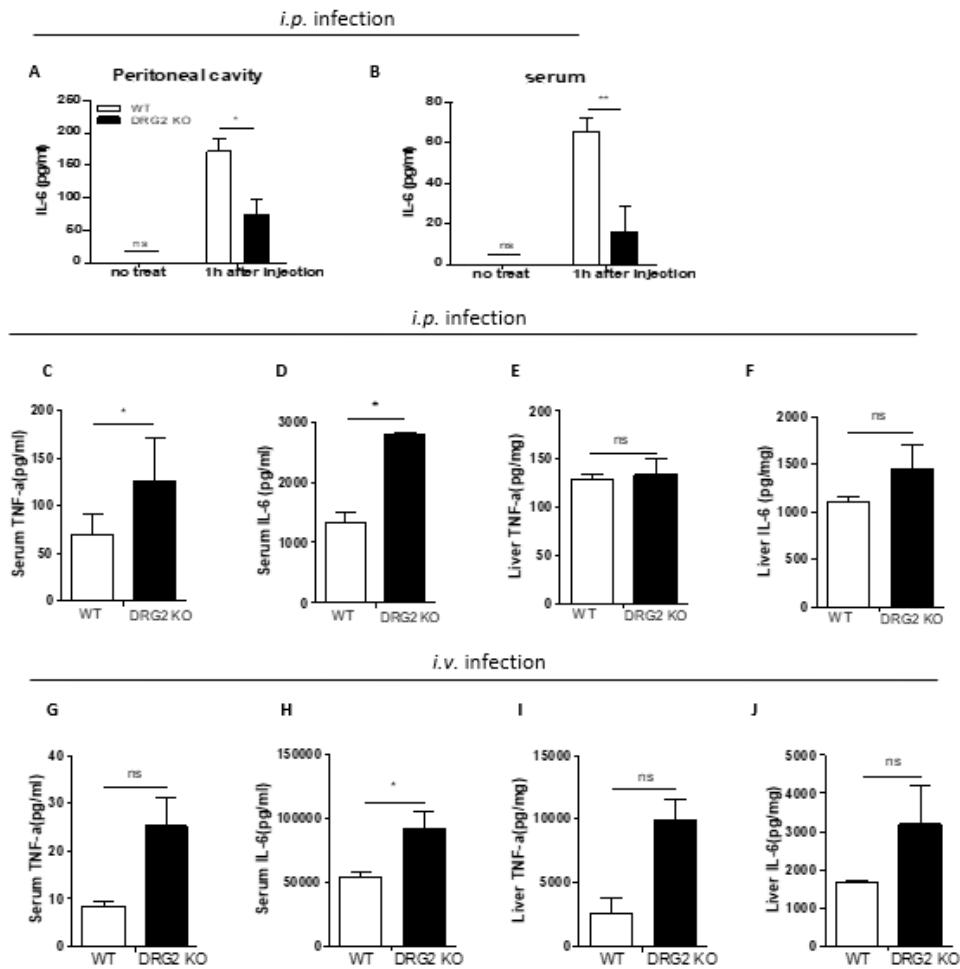 i.p. infection
A
Peritoneal cavity
B
serum
IL-6 (pg/ml)
250
200
150
100
50
0
WT
DRG2 KO
*
ns
no treat
1h after injection
IL-6 (pg/ml)
80
60
40
20
0
**
ns
no treat
1h after injection
i.p. infection
C
D
E
F
Serum TNF-a(pg/ml)
200
150
100
50
0
*
WT
DRG2 KO
Serum IL-6 (pg/ml)
3000
2000
1000
0
*
WT
DRG2 KO
Liver TNF-a(pg/mg)
200
150
100
50
0
ns
WT
DRG2 KO
Liver IL-6 (pg/mg)
2000
1500
1000
500
0
ns
WT
DRG2 KO
i.v. infection
G
H
I
J
Serum TNF-a(pg/ml)
40
30
20
10
0
ns
WT
DRG2 KO
Serum IL-6(pg/ml)
150000
100000
50000
0
*
WT
DRG2 KO
Liver TNF-a(pg/mg)
15000
10000
5000
0
ns
WT
DRG2 KO
Liver IL-6(pg/mg)
5000
4000
3000
2000
1000
0
ns
WT
DRG2 KO